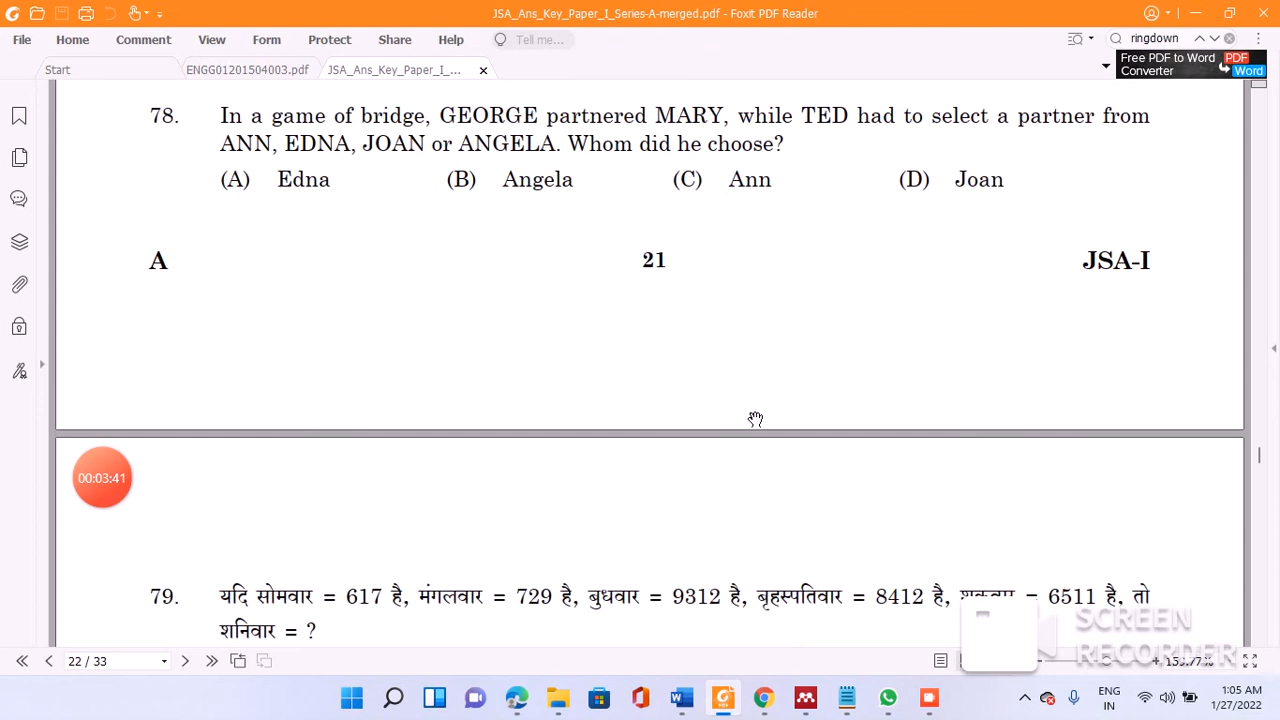 JSA_Ans_Key_Paper_I_Series-A-merged.pdf - Foxit PDF Reader
File Home Comment View Form Protect Share Help Tell me... ringdown
Start ENGG01201504003.pdf JSA_Ans_Key_Paper_I_... Free PDF to Word Converter PDF Word
78. In a game of bridge, GEORGE partnered MARY, while TED had to select a partner from
ANN, EDNA, JOAN or ANGELA. Whom did he choose?
(A) Edna (B) Angela (C) Ann (D) Joan
A 21 JSA-I
00:03:41
79. यदि सोमवार = 617 है, मंगलवार = 729 है, बुधवार = 9312 है, बृहस्पतिवार = 8412 है, = 6511 है, तो
शनिवार = ?
SCREEN
RECORDER
22 / 33
ENG
IN
1:05 AM
1/27/2022